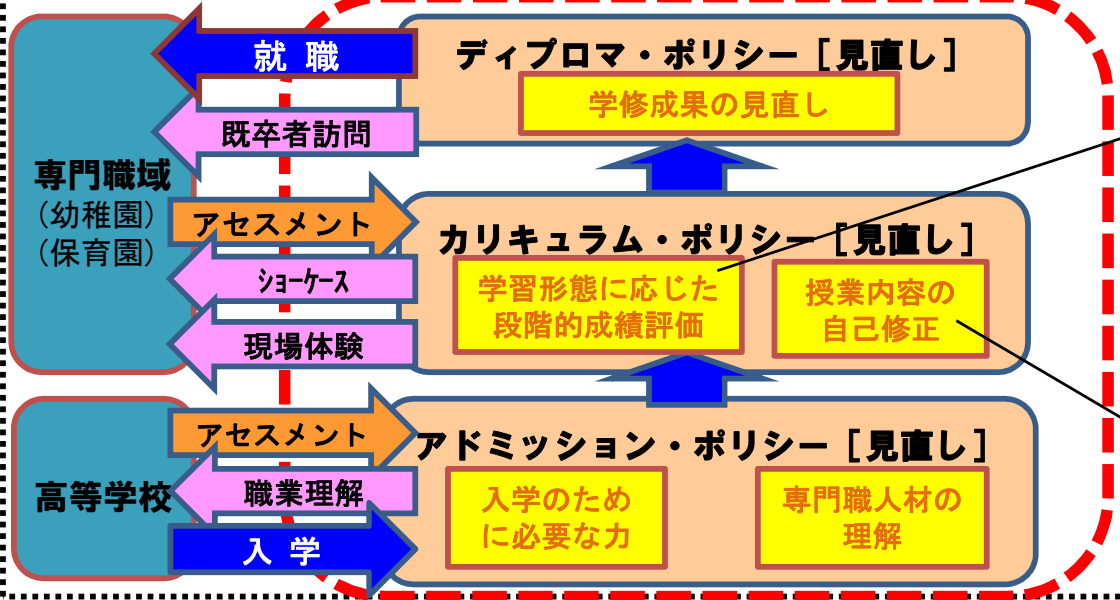 就 職
ディプロマ・ポリシー［見直し］
学修成果の見直し
既卒者訪問
専門職域
（幼稚園）
（保育園）
アセスメント
カリキュラム・ポリシー［見直し］
ショーケース
学習形態に応じた
段階的成績評価
授業内容の
自己修正
現場体験
アセスメント
アドミッション・ポリシー［見直し］
高等学校
職業理解
入学のため
に必要な力
専門職人材の
理解
入 学